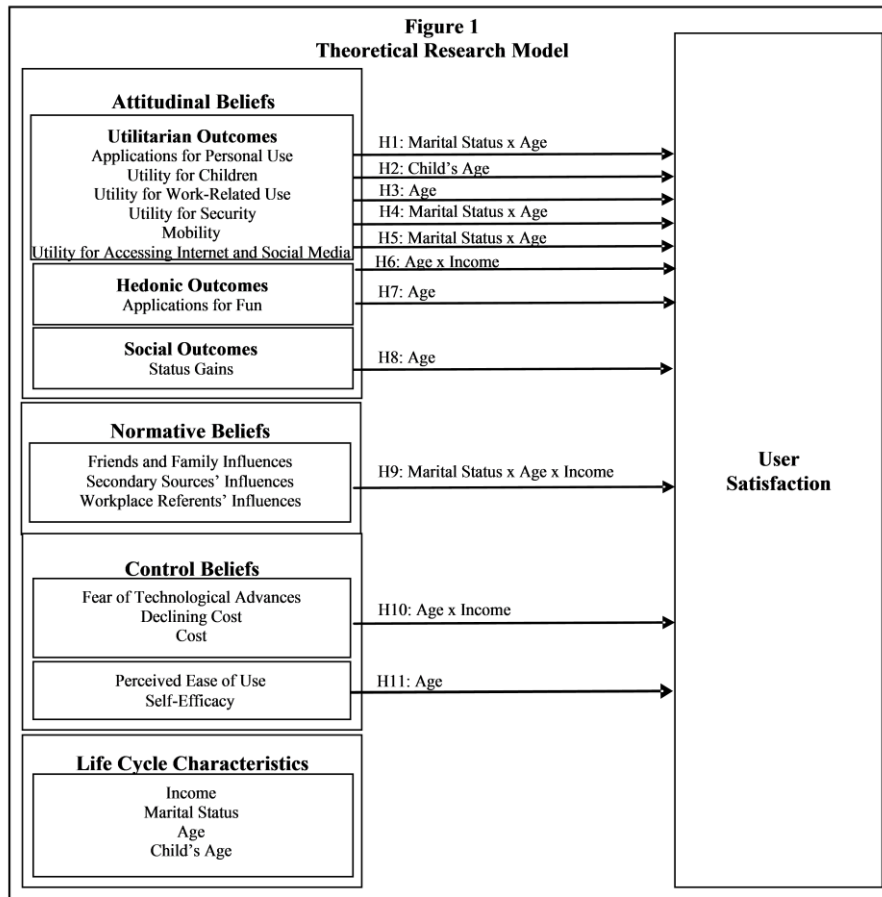 Figure 1
Theoretical Research Model
Attitudinal Beliefs
Utilitarian Outcomes
Applications for Personal Use
Utility for Children
Utility for Work-Related Use
Utility for Security
Mobility
Utility for Accessing Internet and Social Media
H1: Marital Status x Age
H2: Child's Age
H3: Age
H4: Marital Status x Age
H5: Marital Status x Age
H6: Age x Income
Hedonic Outcomes
Applications for Fun
H7: Age
Social Outcomes
Status Gains
H8: Age
Normative Beliefs
Friends and Family Influences
Secondary Sources' Influences
Workplace Referents' Influences
H9: Marital Status x Age x Income
User
Satisfaction
Control Beliefs
Fear of Technological Advances
Declining Cost
Cost
H10: Age x Income
Perceived Ease of Use
Self-Efficacy
H11: Age
Life Cycle Characteristics
Income
Marital Status
Age
Child's Age